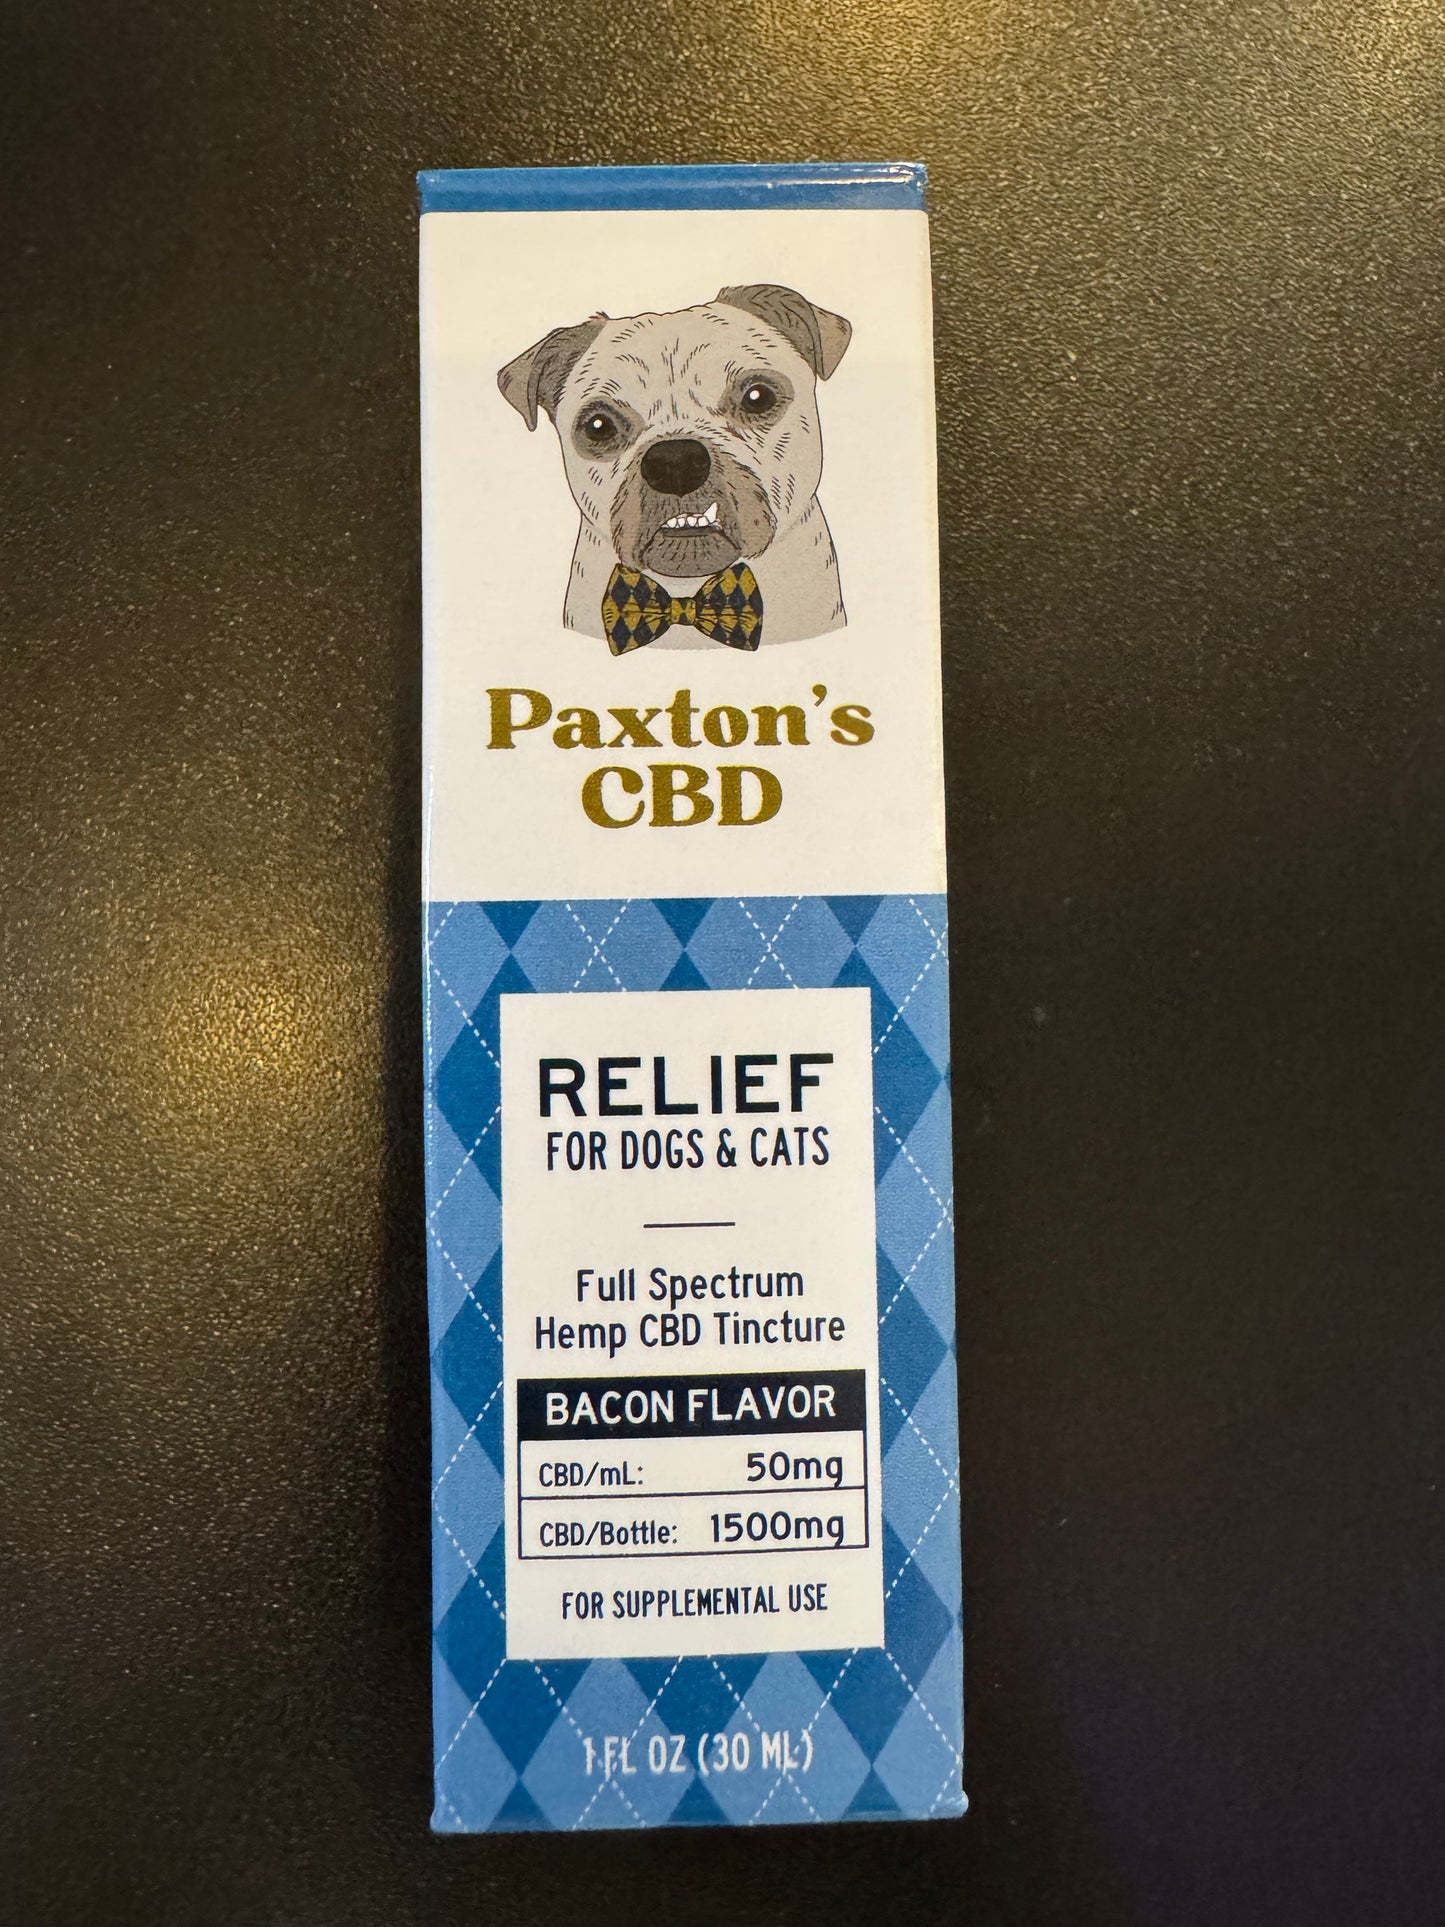 Paxton's
CBD
RELIEF
FOR DOGS & CATS
Full Spectrum
Hemp CBD Tincture
BACON FLAVOR
CBD/mL: 50mg
CBD/Bottle: 1500mg
FOR SUPPLEMENTAL USE
1 FL OZ (30 ML)